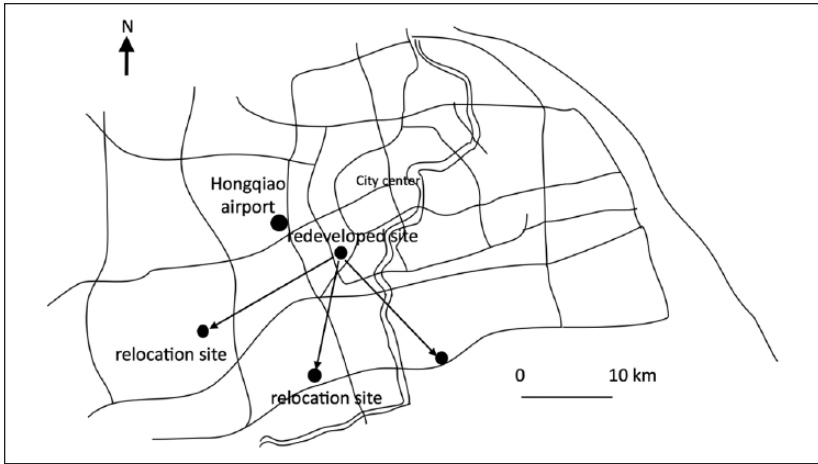 N
City center
Hongqiao
airport
redeveloped site
relocation site
relocation site
0 10 km